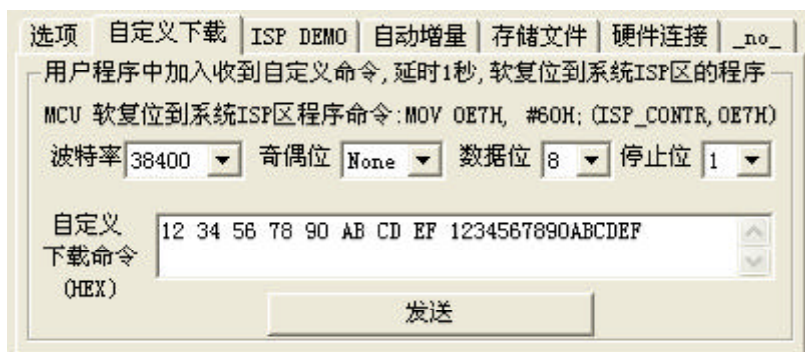 选项 自定义下载 ISP DEMO 自动增量 存储文件 硬件连接 _no_
用户程序中加入收到自定义命令,延时1秒,软复位到系统ISP区的程序
MCU 软复位到系统ISP区程序命令:MOV 0E7H, #60H; (ISP_CONTR,0E7H)
波特率 38400 奇偶位 None 数据位 8 停止位 1
自定义
下载命令
(HEX)
12 34 56 78 90 AB CD EF 1234567890ABCDEF
发送